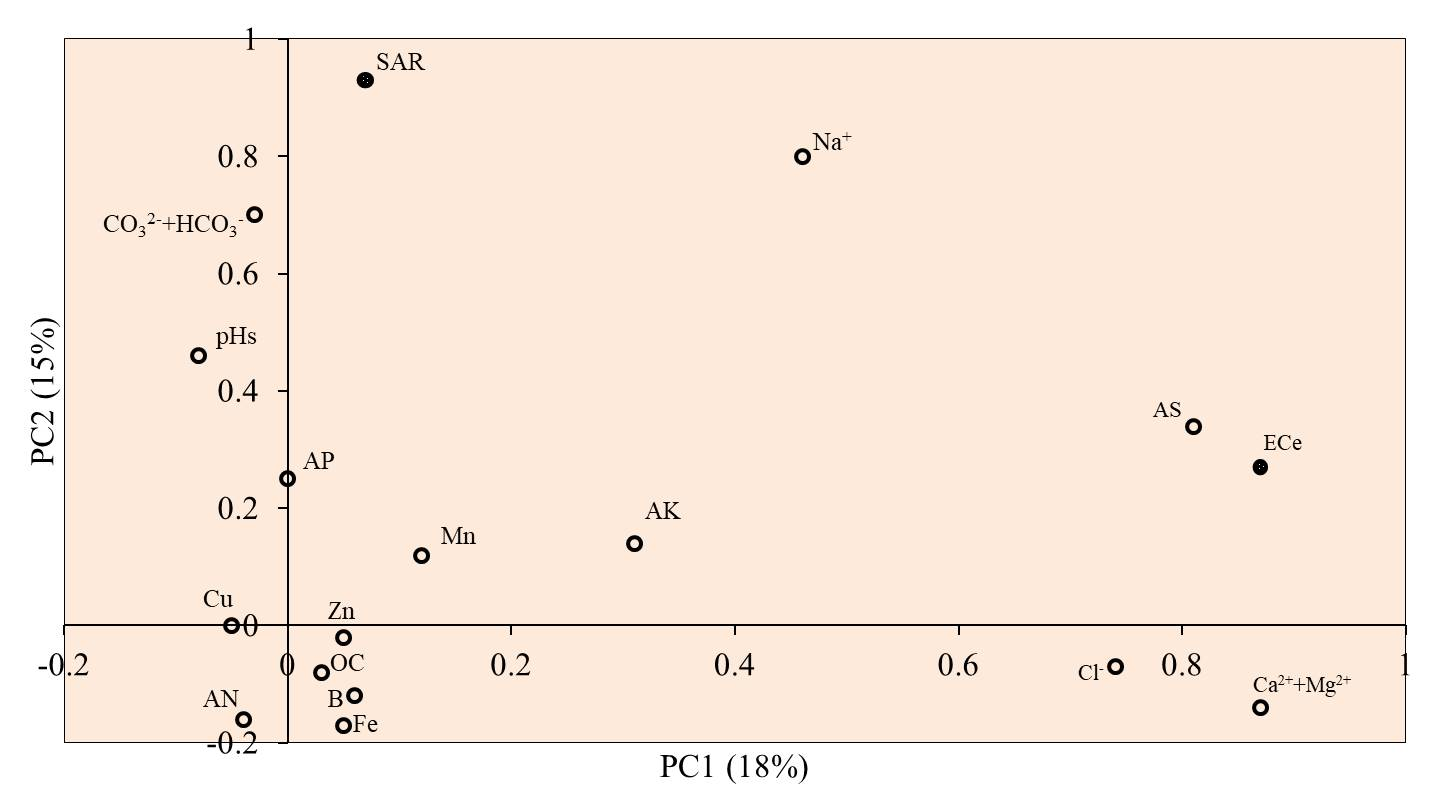 1
SAR
0.8
Na⁺
CO₃²⁻+HCO₃⁻
0.6
pHs
0.4
AS
ECe
AP
0.2
AK
Mn
Cu
Zn
0
-0.2
0
0.2
0.4
0.6
0.8
1
OC
Cl⁻
Ca²⁺+Mg²⁺
AN
B
Fe
-0.2
PC1 (18%)
PC2 (15%)